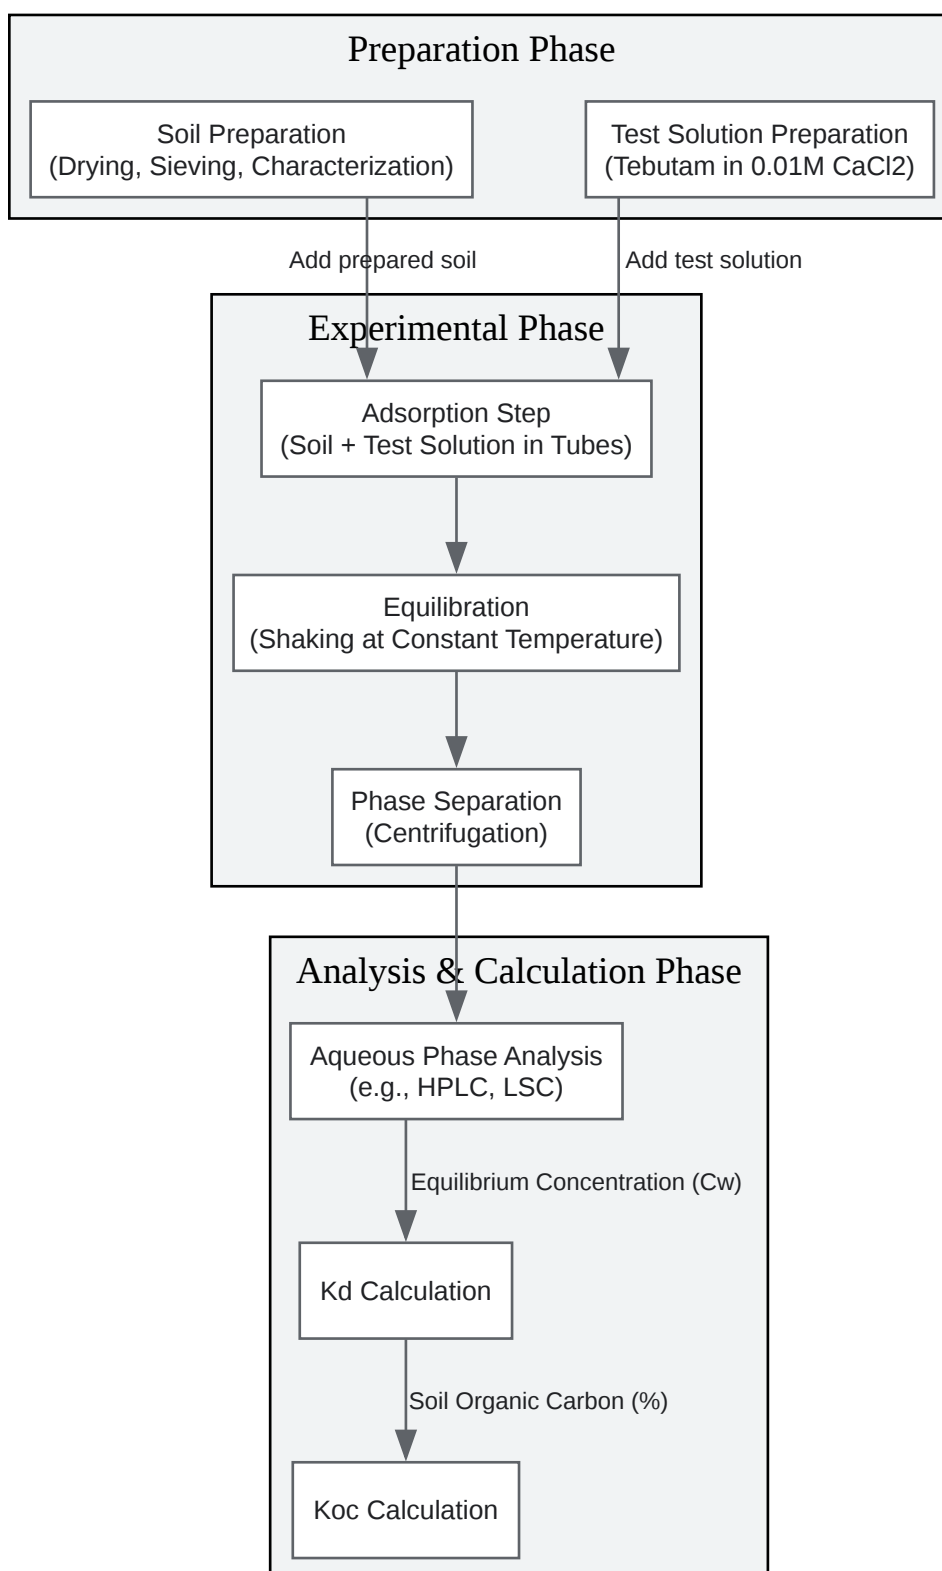 Preparation Phase
Soil Preparation
(Drying, Sieving, Characterization)
Test Solution Preparation
(Tebutam in 0.01M CaCl2)
Add prepared soil
Add test solution
Experimental Phase
Adsorption Step
(Soil + Test Solution in Tubes)
Equilibration
(Shaking at Constant Temperature)
Phase Separation
(Centrifugation)
Analysis & Calculation Phase
Aqueous Phase Analysis
(e.g., HPLC, LSC)
Equilibrium Concentration (Cw)
Kd Calculation
Soil Organic Carbon (%)
Koc Calculation